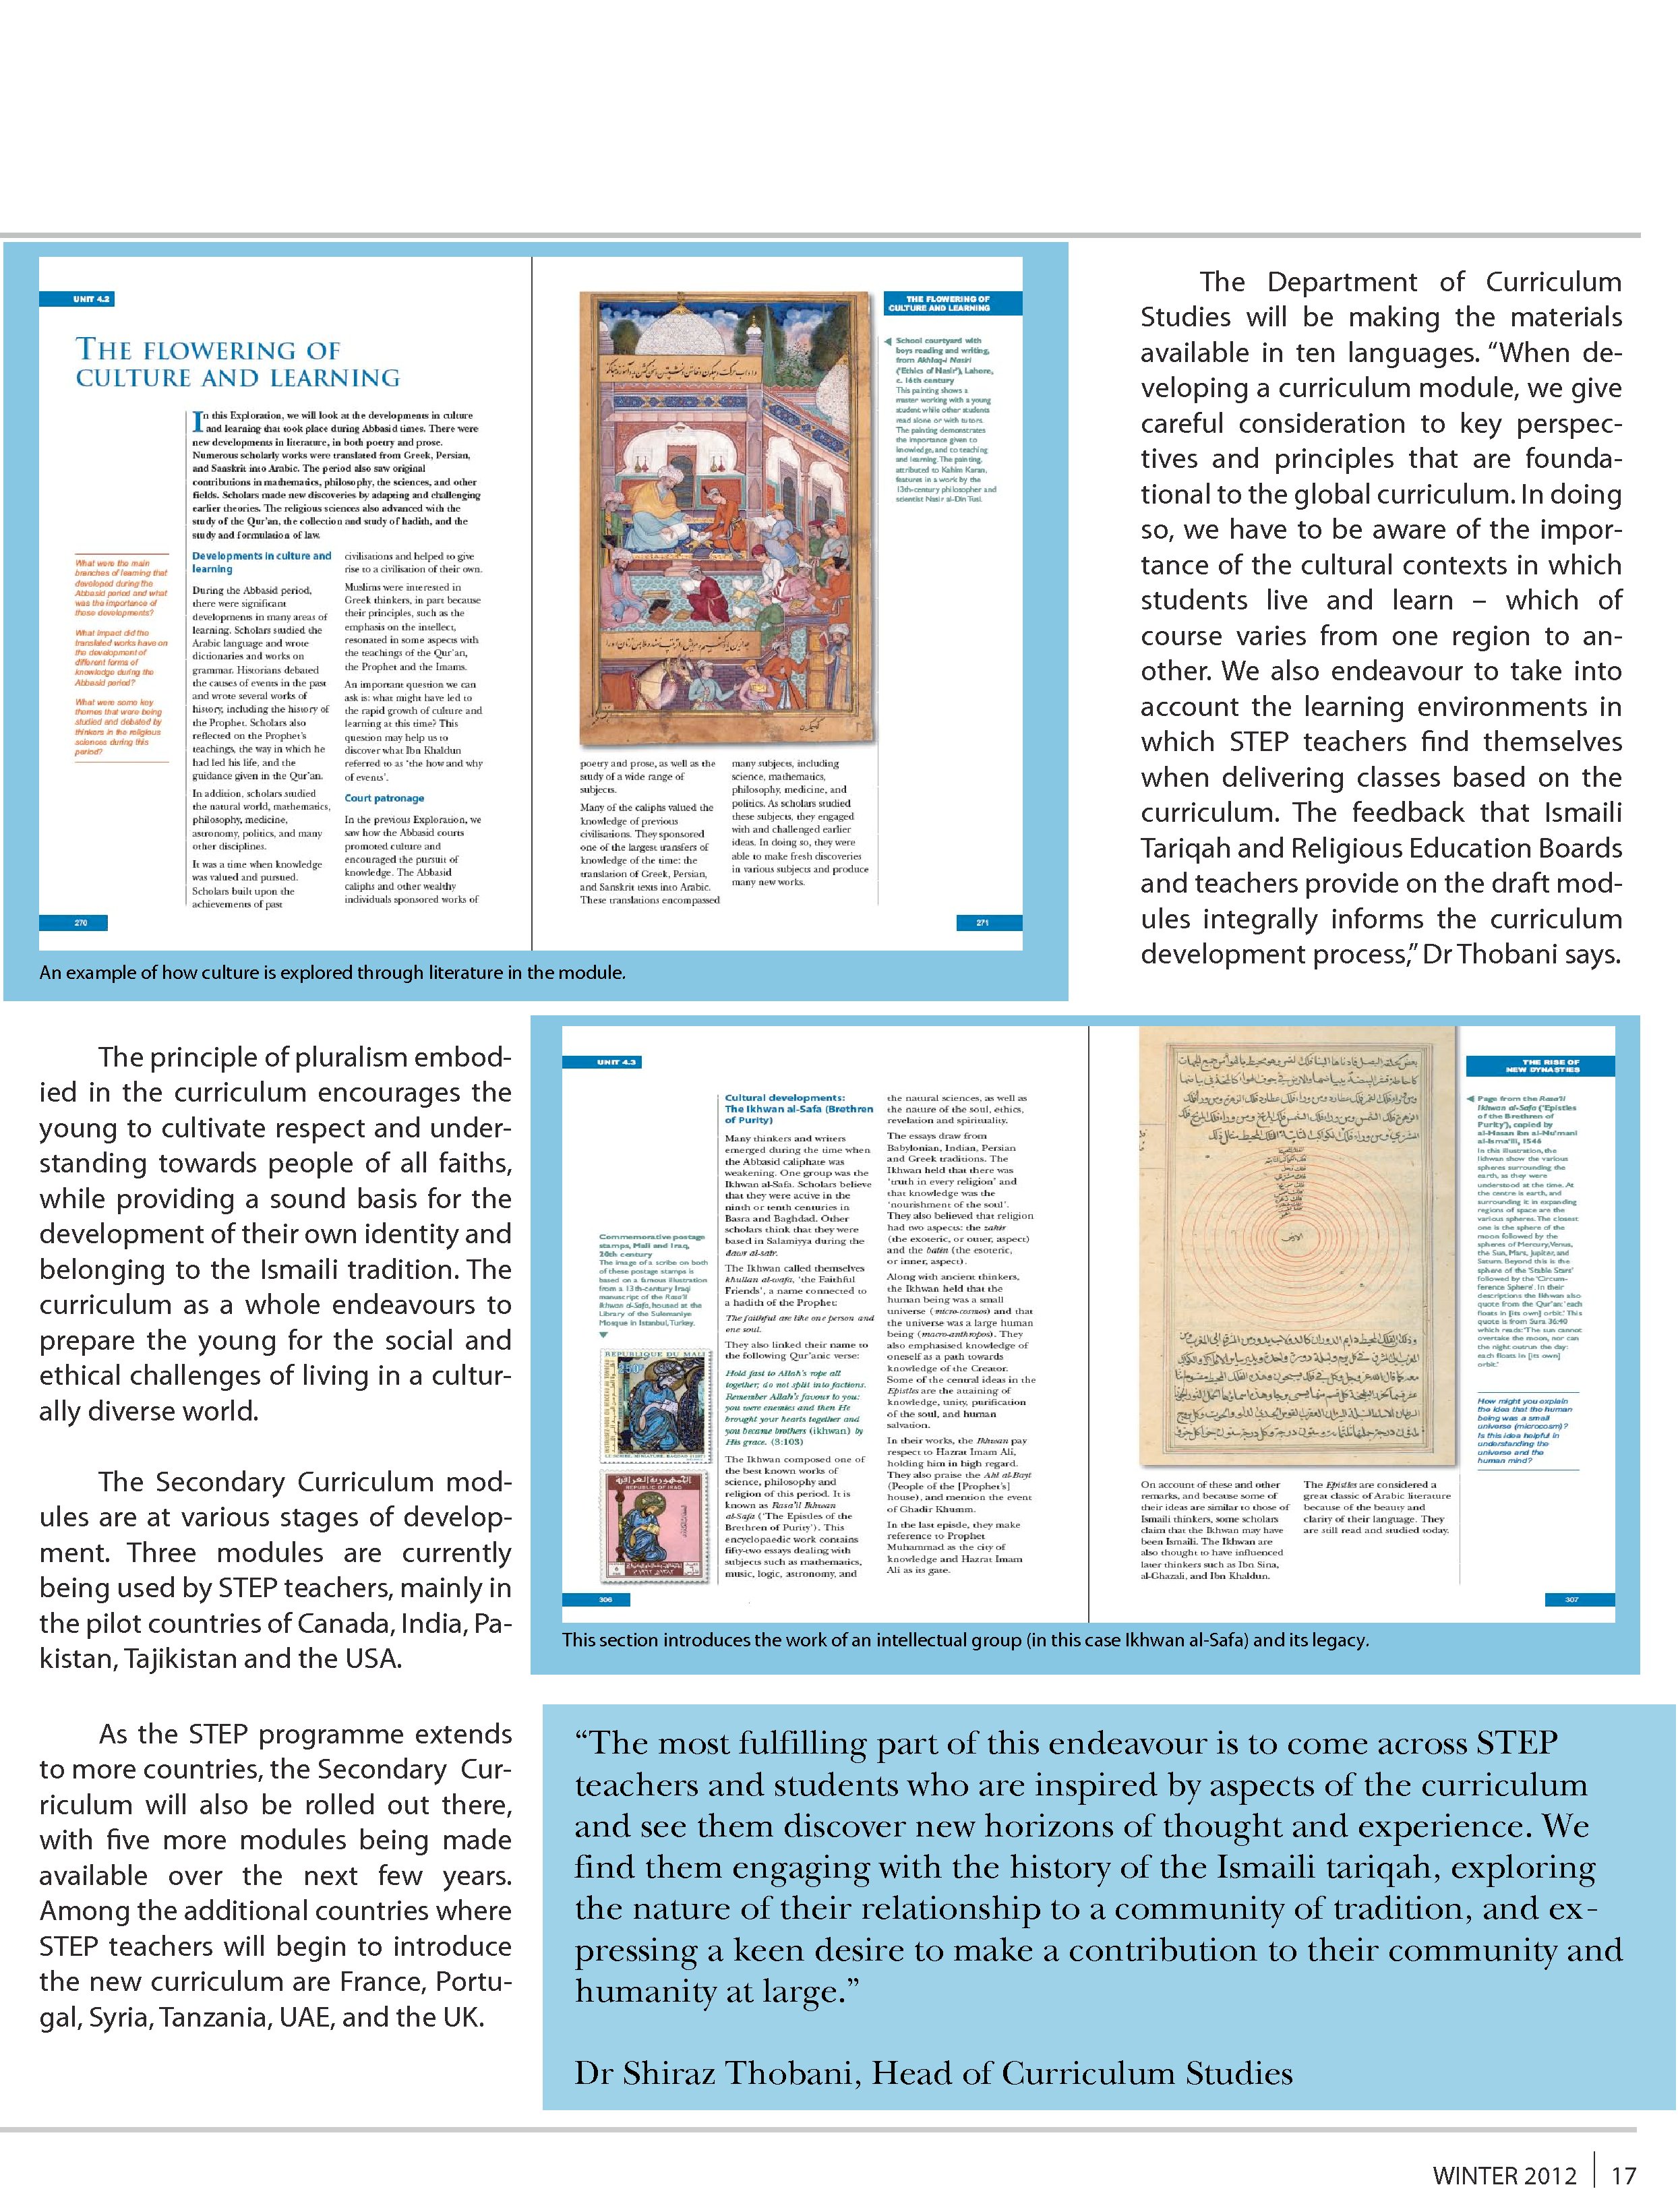 UNIT 4.2
THE FLOWERING OF
CULTURE AND LEARNING
In this Exploration, we will look at the developments in culture
and learning that took place during Abbasid times. There were
new developments in literature, in both poetry and prose.
Numerous scholarly works were translated from Greek, Persian,
and Sanskrit into Arabic. The period also saw original
contributions in mathematics, philosophy, the sciences, and other
fields. Scholars made new discoveries by adapting and challenging
earlier theories. The religious sciences also advanced with the
study of the Qur'an, the collection and study of hadith, and the
study and formulation of law.
What were the main
branches of learning that
developed during the
Abbasid period and what
was the importance of
those developments?
What impact did the
translated works have on
the development of
different forms of
knowledge during the
Abbasid period?
What were some key
themes that were being
studied and debated by
thinkers in the religious
sciences during this
period?
Developments in culture and
learning
During the Abbasid period,
there were significant
developments in many areas of
learning. Scholars studied the
Arabic language and wrote
dictionaries and works on
grammar. Historians debated
the causes of events in the past
and wrote several works of
history, including the history of
the Prophet. Scholars also
reflected on the Prophet's
teachings, the way in which he
had led his life, and the
guidance given in the Qur'an.
In addition, scholars studied
the natural world, mathematics,
philosophy, medicine,
astronomy, politics, and many
other disciplines.
It was a time when knowledge
was valued and pursued.
Scholars built upon the
achievements of past
civilisations and helped to give
rise to a civilisation of their own.
Muslims were interested in
Greek thinkers, in part because
their principles, such as the
emphasis on the intellect,
resonated in some aspects with
the teachings of the Qur'an,
the Prophet and the Imams.
An important question we can
ask is: what might have led to
the rapid growth of culture and
learning at this time? This
question may help us to
discover what Ibn Khaldun
referred to as 'the how and why
of events'.
Court patronage
In the previous Exploration, we
saw how the Abbasid courts
promoted culture and
encouraged the pursuit of
knowledge. The Abbasid
caliphs and other wealthy
individuals sponsored works of
270
THE FLOWERING OF
CULTURE AND LEARNING
School courtyard with
boys reading and writing,
from Akhlaq-i Nasiri
('Ethics of Nasir'), Lahore,
c. 16th century
This painting shows a
master working with a young
student while other students
read alone or with tutors.
The painting demonstrates
the importance given to
knowledge, and to teaching
and learning. The painting,
attributed to Kahim Karan,
features in a work by the
13th-century philosopher and
scientist Nasir al-Din Tusi.
poetry and prose, as well as the
study of a wide range of
subjects.
Many of the caliphs valued the
knowledge of previous
civilisations. They sponsored
one of the largest transfers of
knowledge of the time: the
translation of Greek, Persian,
and Sanskrit texts into Arabic.
These translations encompassed
many subjects, including
science, mathematics,
philosophy, medicine, and
politics. As scholars studied
these subjects, they engaged
with and challenged earlier
ideas. In doing so, they were
able to make fresh discoveries
in various subjects and produce
many new works.
271
An example of how culture is explored through literature in the module.
The Department of Curriculum
Studies will be making the materials
available in ten languages. “When de-
veloping a curriculum module, we give
careful consideration to key perspec-
tives and principles that are founda-
tional to the global curriculum. In doing
so, we have to be aware of the impor-
tance of the cultural contexts in which
students live and learn – which of
course varies from one region to an-
other. We also endeavour to take into
account the learning environments in
which STEP teachers find themselves
when delivering classes based on the
curriculum. The feedback that Ismaili
Tariqah and Religious Education Boards
and teachers provide on the draft mod-
ules integrally informs the curriculum
development process,” Dr Thobani says.
The principle of pluralism embod-
ied in the curriculum encourages the
young to cultivate respect and under-
standing towards people of all faiths,
while providing a sound basis for the
development of their own identity and
belonging to the Ismaili tradition. The
curriculum as a whole endeavours to
prepare the young for the social and
ethical challenges of living in a cultur-
ally diverse world.
The Secondary Curriculum mod-
ules are at various stages of develop-
ment. Three modules are currently
being used by STEP teachers, mainly in
the pilot countries of Canada, India, Pa-
kistan, Tajikistan and the USA.
As the STEP programme extends
to more countries, the Secondary Cur-
riculum will also be rolled out there,
with five more modules being made
available over the next few years.
Among the additional countries where
STEP teachers will begin to introduce
the new curriculum are France, Portu-
gal, Syria, Tanzania, UAE, and the UK.
UNIT 4.3
Commemorative postage
stamps, Mali and Iraq,
20th century
The image of a scribe on both
of these postage stamps is
based on a famous illustration
from a 13th-century Iraqi
manuscript of the Rasa'il
Ikhwan al-Safa, housed at the
Library of the Sulemaniye
Mosque in Istanbul, Turkey.
REPUBLIQUE DU MALI
REPUBLIC OF IRAQ
Cultural developments:
The Ikhwan al-Safa (Brethren
of Purity)
Many thinkers and writers
emerged during the time when
the Abbasid caliphate was
weakening. One group was the
Ikhwan al-Safa. Scholars believe
that they were active in the
ninth or tenth centuries in
Basra and Baghdad. Other
scholars think that they were
based in Salamiyya during the
dawr al-satr.
The Ikhwan called themselves
khullan al-wafa, 'the Faithful
Friends', a name connected to
a hadith of the Prophet:
The faithful are like one person and
one soul.
They also linked their name to
the following Qur'anic verse:
Hold fast to Allah's rope all
together; do not split into factions.
Remember Allah's favour to you:
you were enemies and then He
brought your hearts together and
you became brothers (ikhwan) by
His grace. (3:103)
The Ikhwan composed one of
the best known works of
science, philosophy and
religion of this period. It is
known as Rasa'il Ikhwan
al-Safa ('The Epistles of the
Brethren of Purity'). This
encyclopaedic work contains
fifty-two essays dealing with
subjects such as mathematics,
music, logic, astronomy, and
the natural sciences, as well as
the nature of the soul, ethics,
revelation and spirituality.
The essays draw from
Babylonian, Indian, Persian
and Greek traditions. The
Ikhwan held that there was
'truth in every religion' and
that knowledge was the
'nourishment of the soul'.
They also believed that religion
had two aspects: the zahir
(the exoteric, or outer, aspect)
and the batin (the esoteric,
or inner, aspect).
Along with ancient thinkers,
the Ikhwan held that the
human being was a small
universe (micro-cosmos) and that
the universe was a large human
being (macro-anthropos). They
also emphasised knowledge of
oneself as a path towards
knowledge of the Creator.
Some of the central ideas in the
Epistles are the attaining of
knowledge, unity, purification
of the soul, and human
salvation.
In their works, the Ikhwan pay
respect to Hazrat Imam Ali,
holding him in high regard.
They also praise the Ahl al-Bayt
(People of the [Prophet's]
house), and mention the event
of Ghadir Khumm.
In the last epistle, they make
reference to Prophet
Muhammad as the city of
knowledge and Hazrat Imam
Ali as its gate.
306
THE RISE OF
NEW DYNASTIES
Page from the Rasa'il
Ikhwan al-Safa ('Epistles
of the Brethren of
Purity'), copied by
al-Hasan ibn al-Nu'mani
al-Isma'ili, 1546
In this illustration, the
Ikhwan show the various
spheres surrounding the
earth, as they were
understood at the time. At
the centre is earth, and
surrounding it in expanding
regions of space are the
various spheres. The closest
one is the sphere of the
moon followed by the
spheres of Mercury, Venus,
the Sun, Mars, Jupiter, and
Saturn. Beyond this is the
sphere of the 'Stable Stars'
followed by the 'Circum-
ference Sphere'. In their
descriptions the Ikhwan also
quote from the Qur'an: 'each
floats in [its own] orbit.' This
quote is from Sura 36:40
which reads: 'The sun cannot
overtake the moon, nor can
the night outrun the day:
each floats in [its own]
orbit.'
How might you explain
the idea that the human
being was a small
universe (microcosm)?
Is this idea helpful in
understanding the
universe and the
human mind?
On account of these and other
remarks, and because some of
their ideas are similar to those of
Ismaili thinkers, some scholars
claim that the Ikhwan may have
been Ismaili. The Ikhwan are
also thought to have influenced
later thinkers such as Ibn Sina,
al-Ghazali, and Ibn Khaldun.
The Epistles are considered a
great classic of Arabic literature
because of the beauty and
clarity of their language. They
are still read and studied today.
307
This section introduces the work of an intellectual group (in this case Ikhwan al-Safa) and its legacy.
“The most fulfilling part of this endeavour is to come across STEP
teachers and students who are inspired by aspects of the curriculum
and see them discover new horizons of thought and experience. We
find them engaging with the history of the Ismaili tariqah, exploring
the nature of their relationship to a community of tradition, and ex-
pressing a keen desire to make a contribution to their community and
humanity at large.”
Dr Shiraz Thobani, Head of Curriculum Studies
WINTER 2012 17